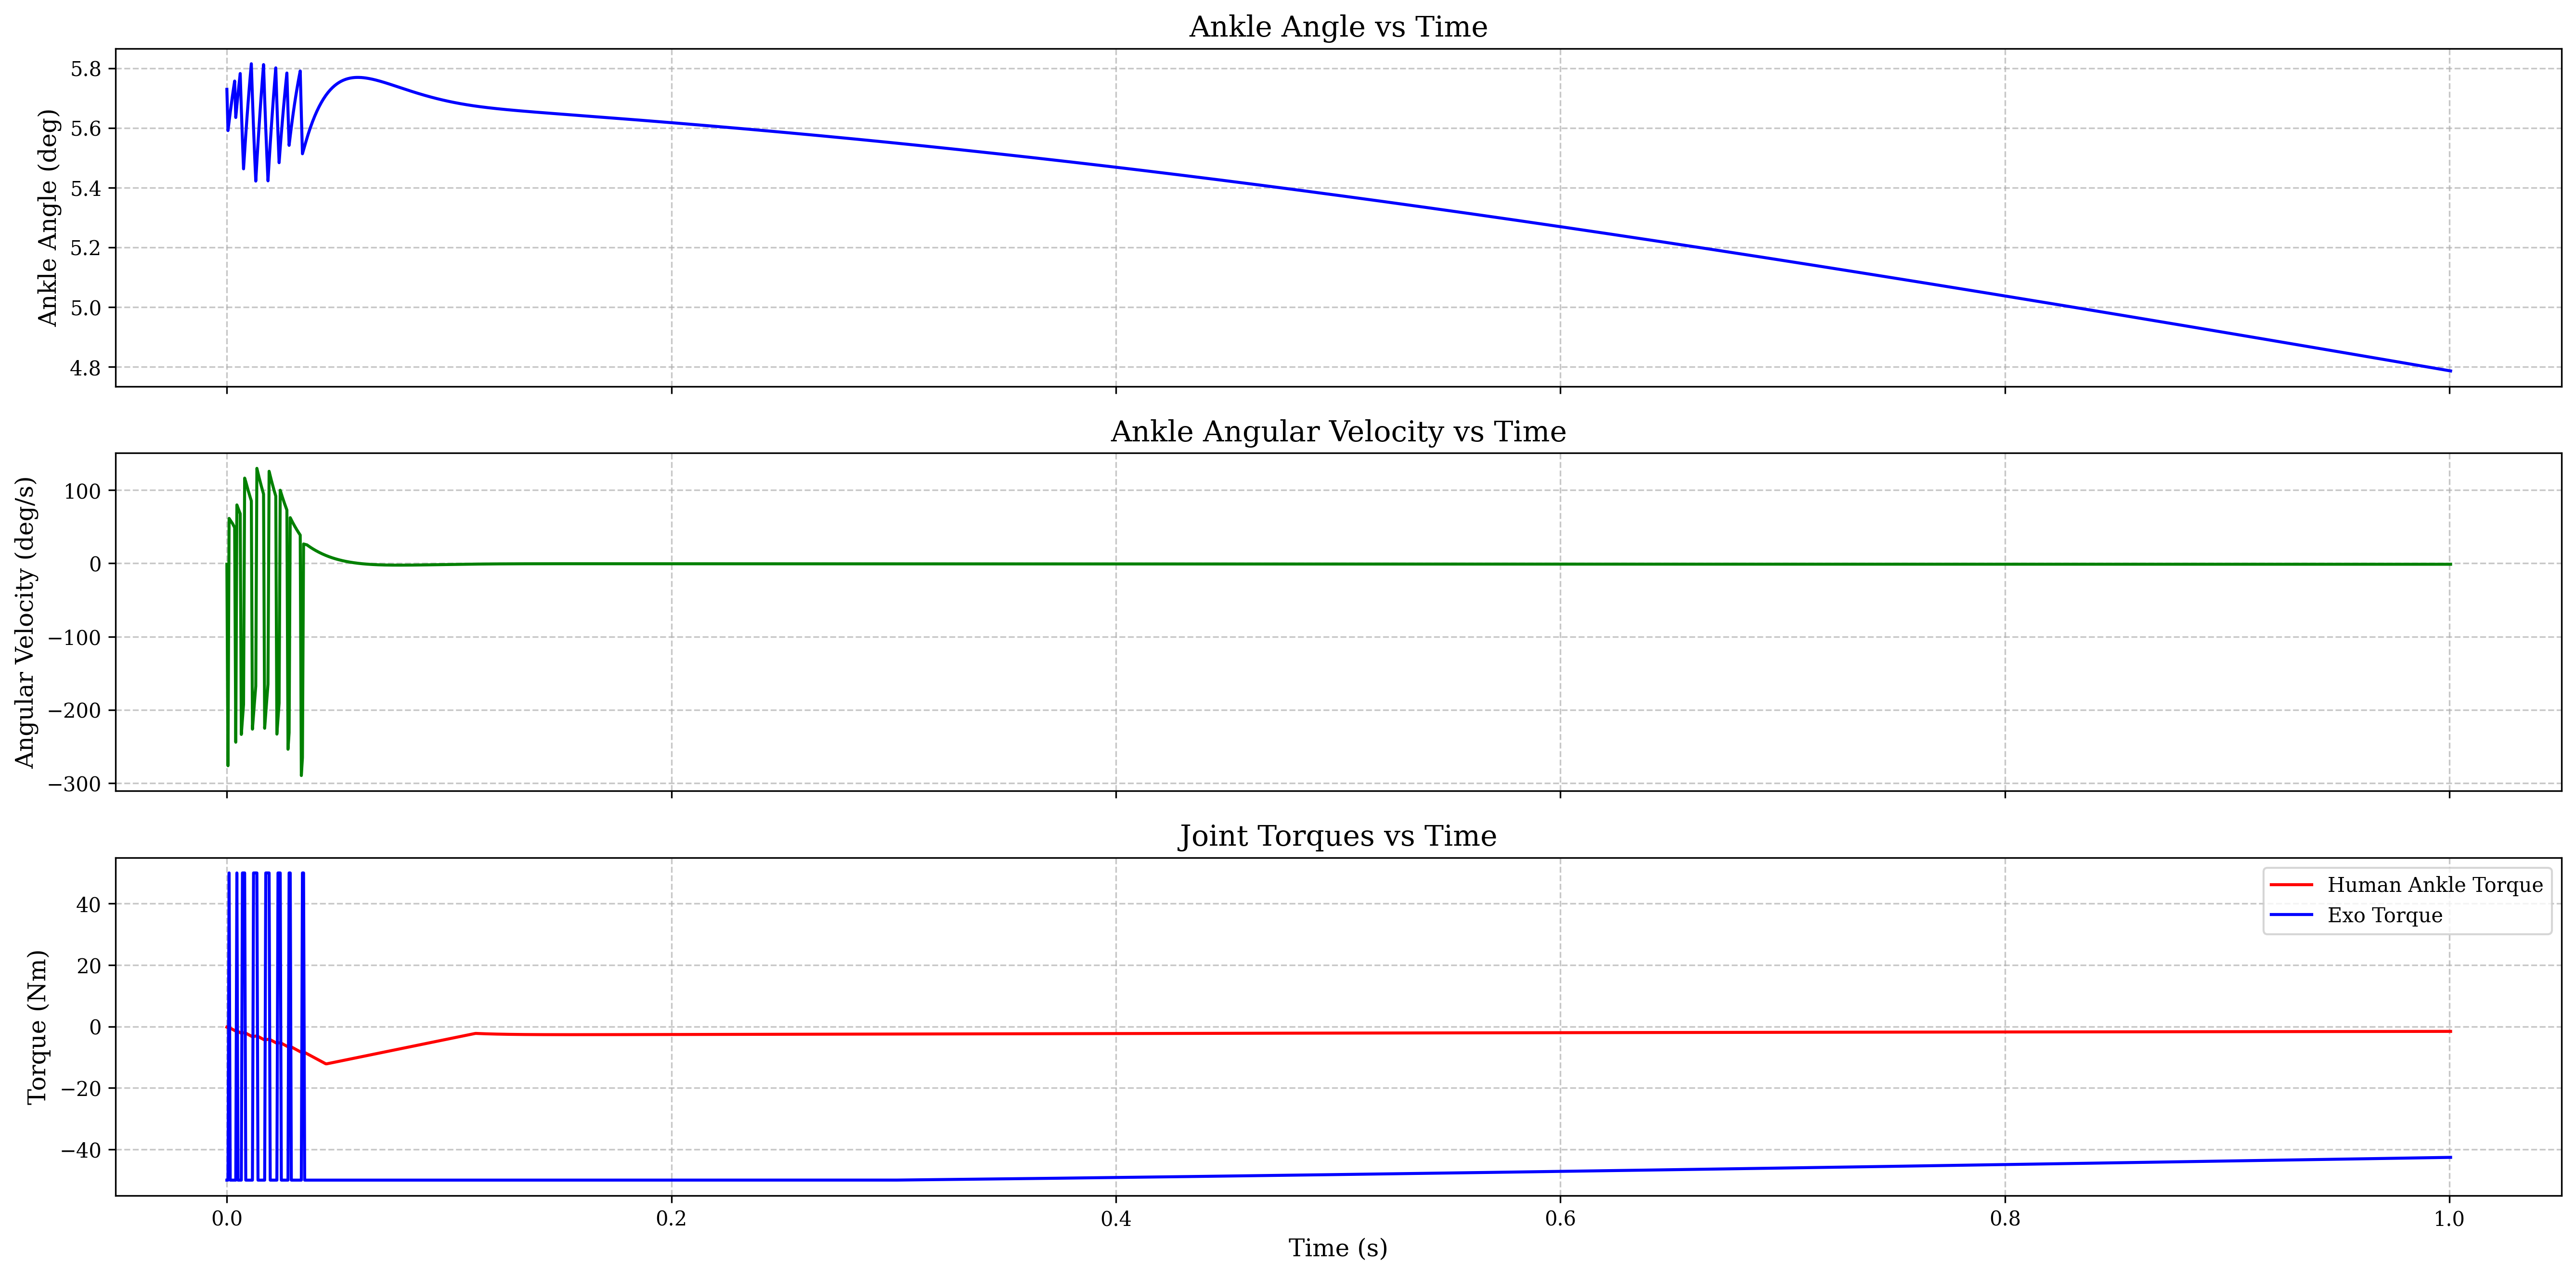 Ankle Angle vs Time
Ankle Angle (deg)
5.8
5.6
5.4
5.2
5.0
4.8
Ankle Angular Velocity vs Time
Angular Velocity (deg/s)
100
0
−100
−200
−300
Joint Torques vs Time
Torque (Nm)
40
20
0
−20
−40
Human Ankle Torque
Exo Torque
0.0
0.2
0.4
0.6
0.8
1.0
Time (s)